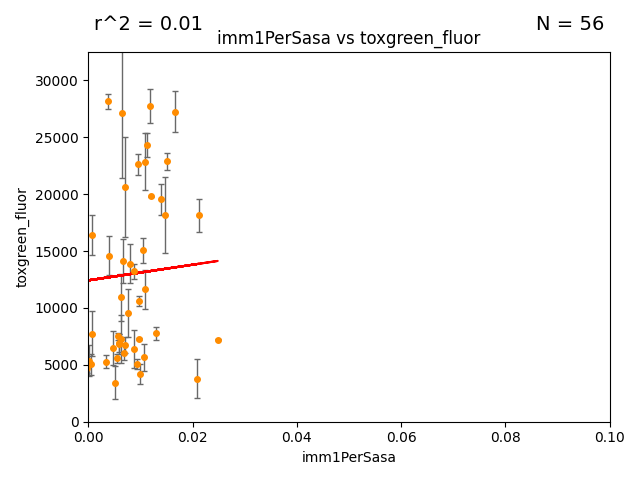 r^2 = 0.01
N = 56
imm1PerSasa vs toxgreen_fluor
30000
25000
20000
15000
10000
5000
0
toxgreen_fluor
0.00
0.02
0.04
0.06
0.08
0.10
imm1PerSasa